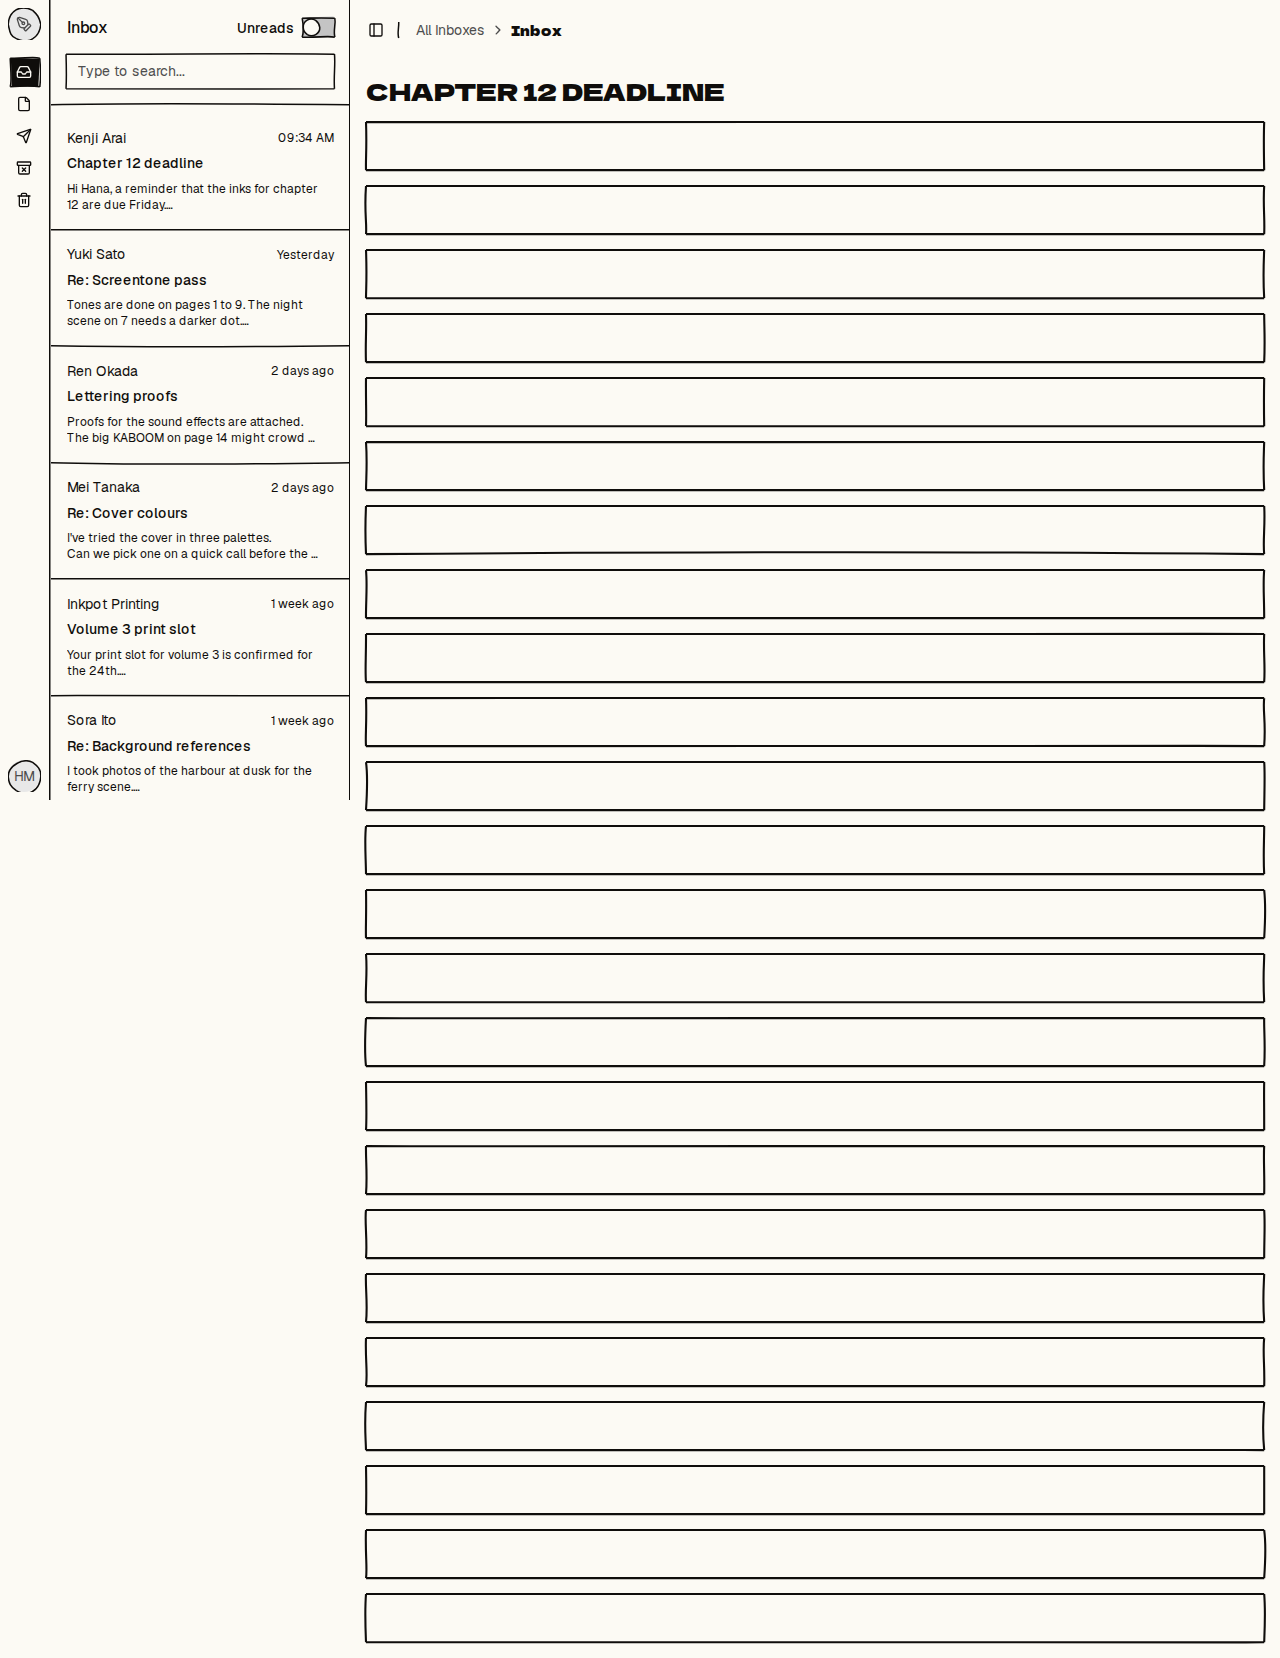 Inbox
Unreads
Type to search...
Kenji Arai
09:34 AM
Chapter 12 deadline
Hi Hana, a reminder that the inks for chapter
12 are due Friday....
Yuki Sato
Yesterday
Re: Screentone pass
Tones are done on pages 1 to 9. The night
scene on 7 needs a darker dot....
Ren Okada
2 days ago
Lettering proofs
Proofs for the sound effects are attached.
The big KABOOM on page 14 might crowd ...
Mei Tanaka
2 days ago
Re: Cover colours
I've tried the cover in three palettes.
Can we pick one on a quick call before the ...
Inkpot Printing
1 week ago
Volume 3 print slot
Your print slot for volume 3 is confirmed for
the 24th....
Sora Ito
1 week ago
Re: Background references
I took photos of the harbour at dusk for the
ferry scene....
HM
All Inboxes > Inbox
CHAPTER 12 DEADLINE